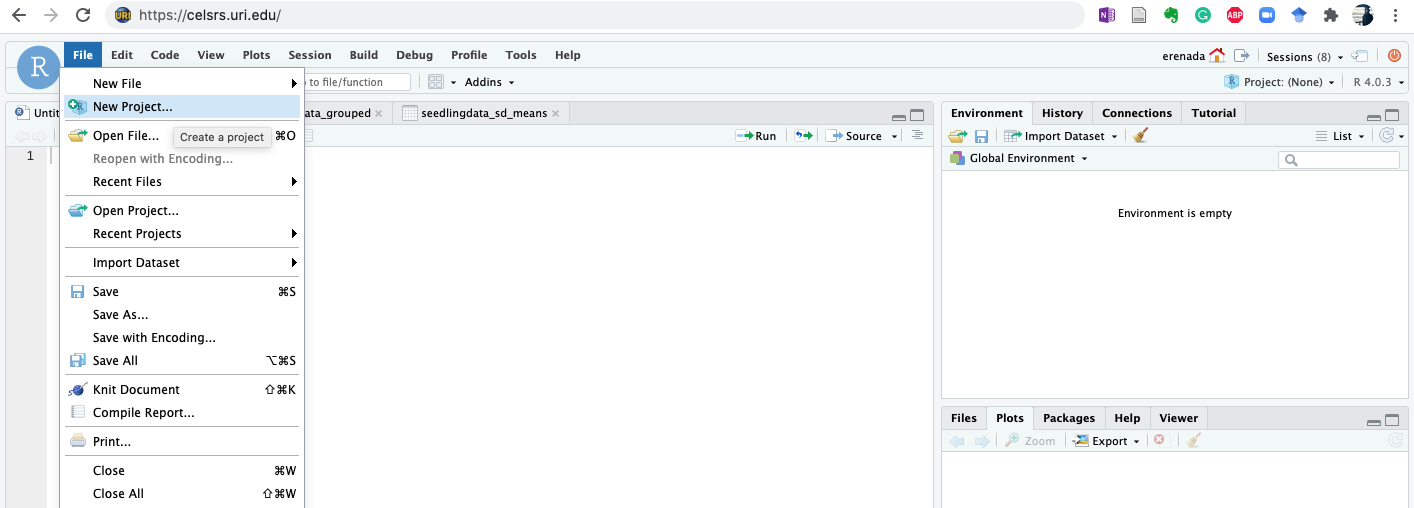 URI https://celsrs.uri.edu/
ABP
R File Edit Code View Plots Session Build Debug Profile Tools Help
erenada Sessions (8)
to file/function Addins
Project: (None) R 4.0.3
New File
New Project...
Create a project
Open File... ⌘O
Reopen with Encoding...
Recent Files
Open Project...
Recent Projects
Import Dataset
Save ⌘S
Save As...
Save with Encoding...
Save All ⌥⌘S
Knit Document ⇧⌘K
Compile Report...
Print...
Close ⌘W
Close All ⇧⌘W
Untit
ata_grouped × seedlingdata_sd_means ×
Run Source
1
Environment History Connections Tutorial
Import Dataset List
Global Environment
Environment is empty
Files Plots Packages Help Viewer
Zoom Export